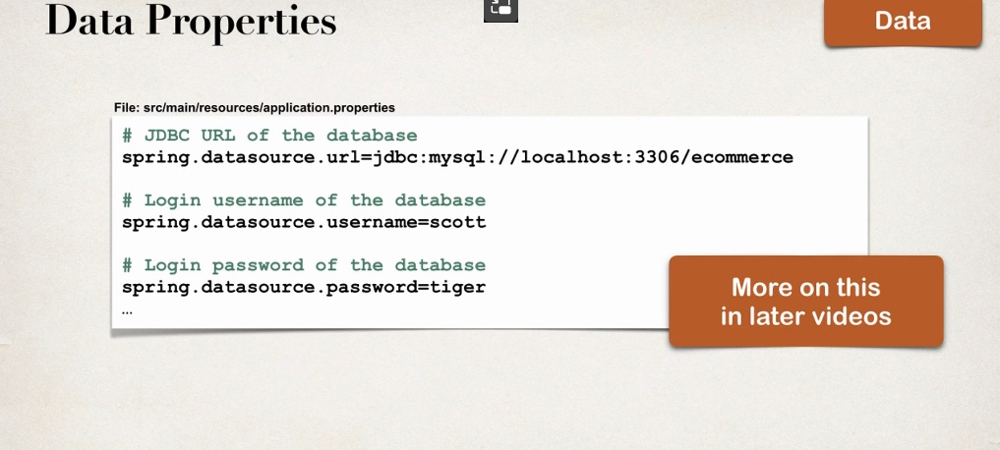 Data Properties
Data
File: src/main/resources/application.properties
# JDBC URL of the database
spring.datasource.url=jdbc:mysql://localhost:3306/ecommerce
# Login username of the database
spring.datasource.username=scott
# Login password of the database
spring.datasource.password=tiger
…
More on this
in later videos